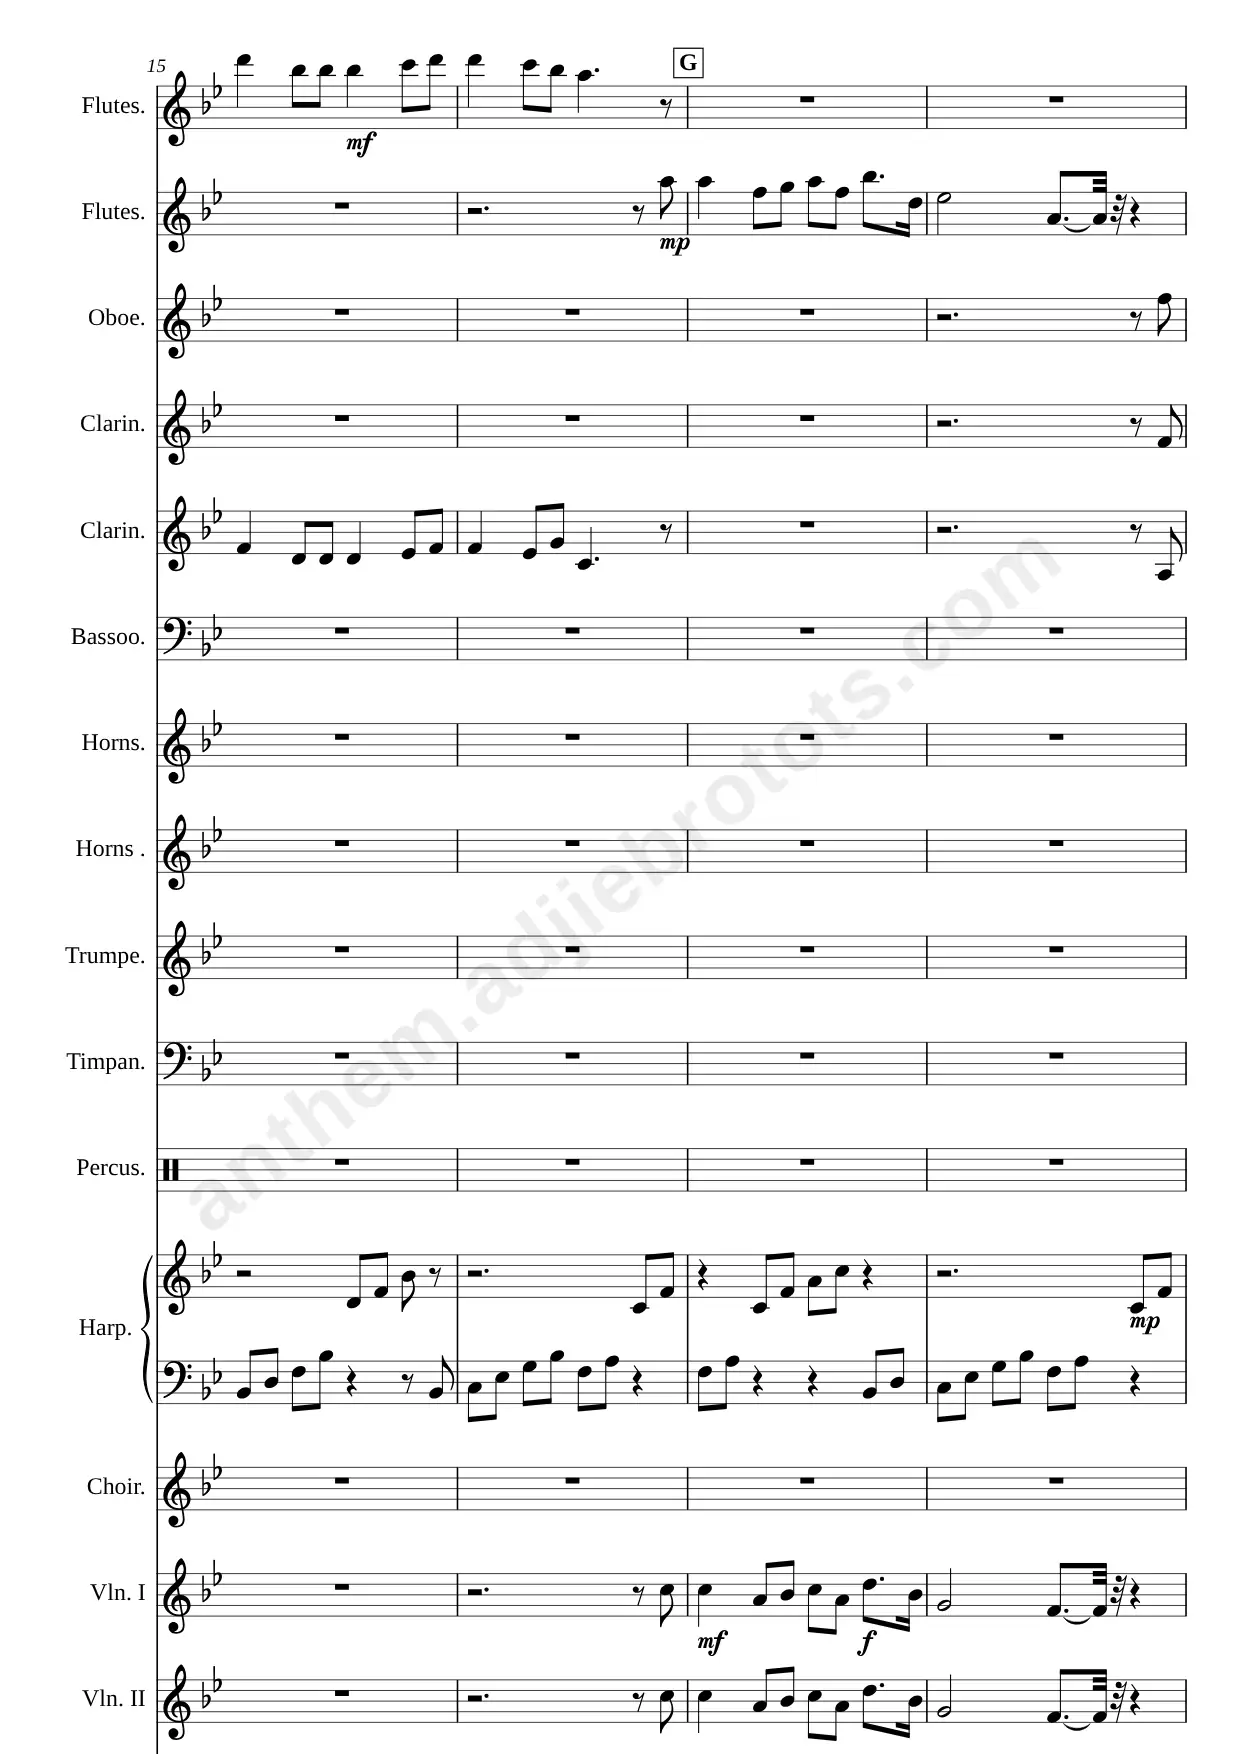 G
15
Flutes.
mf
Flutes.
mp
Oboe.
Clarin.
Clarin.
Bassoo.
Horns.
Horns .
Trumpe.
Timpan.
Percus.
Harp.
mp
Choir.
Vln. I
mf f
Vln. II
anthem.adjiebrotots.com